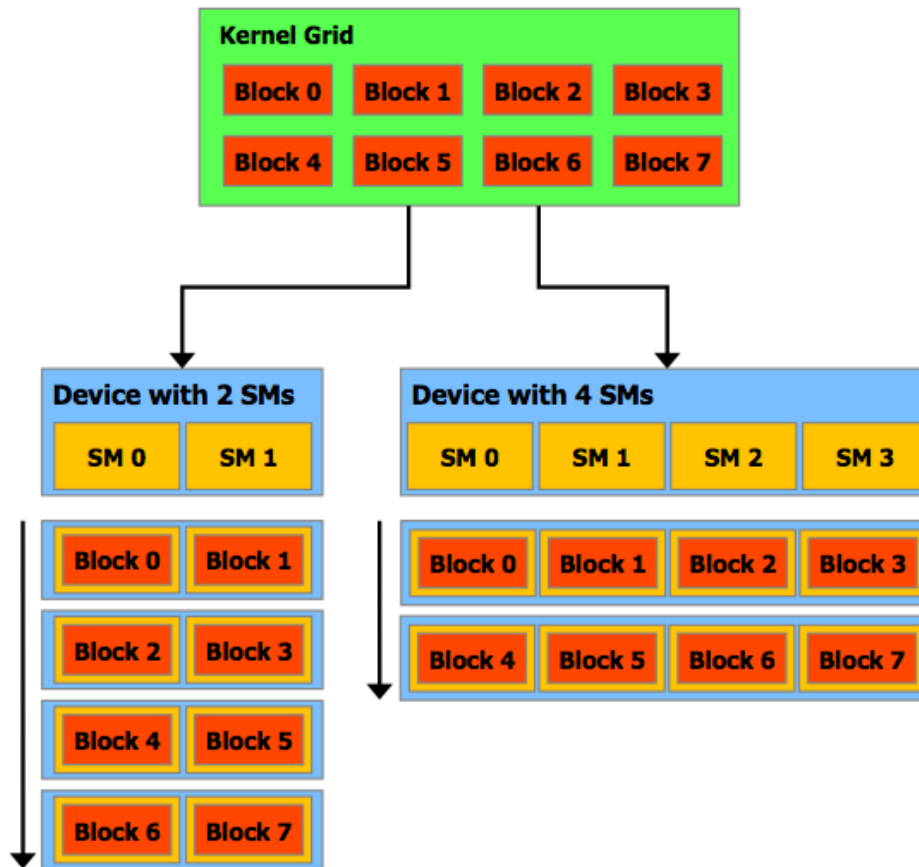 Kernel Grid
Block 0 Block 1 Block 2 Block 3
Block 4 Block 5 Block 6 Block 7
Device with 2 SMs
SM 0 SM 1
Block 0 Block 1
Block 2 Block 3
Block 4 Block 5
Block 6 Block 7
Device with 4 SMs
SM 0 SM 1 SM 2 SM 3
Block 0 Block 1 Block 2 Block 3
Block 4 Block 5 Block 6 Block 7